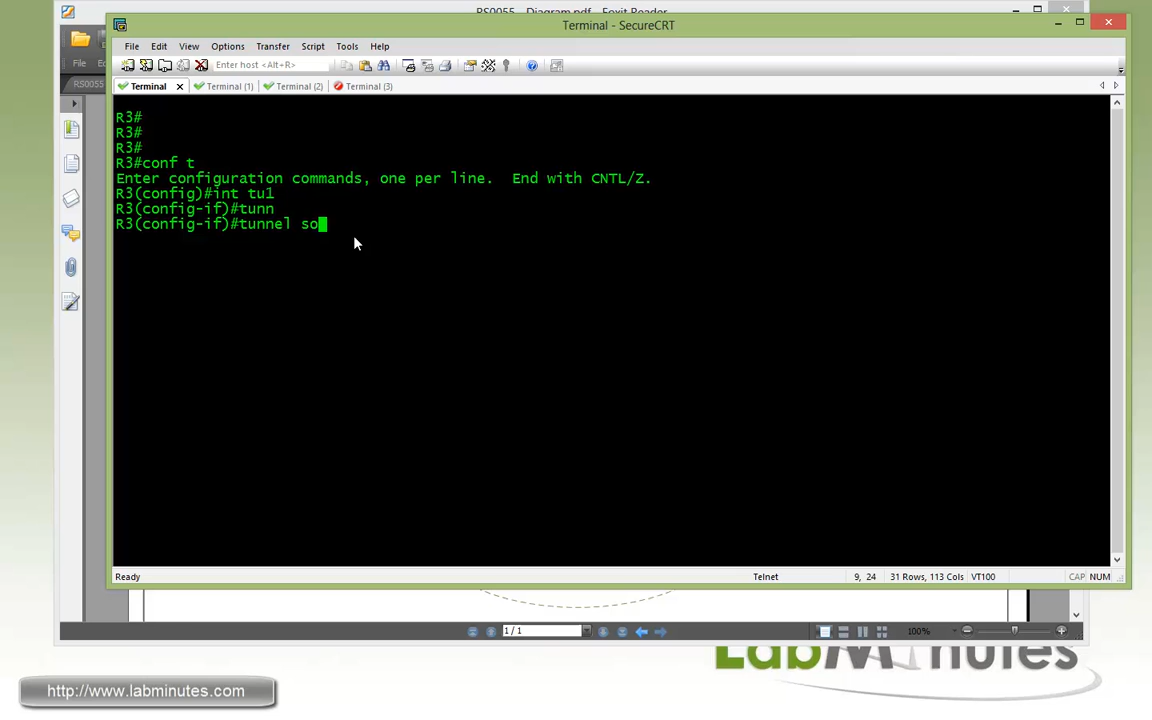 RS0055 - Diagram.pdf - Foxit Reader
Terminal - SecureCRT
File Edit View Options Transfer Script Tools Help
Enter host <Alt+R>
File
RS0055
Terminal x Terminal (1) Terminal (2) Terminal (3)
R3#
R3#
R3#
R3#conf t
Enter configuration commands, one per line.  End with CNTL/Z.
R3(config)#int tu1
R3(config-if)#tunn
R3(config-if)#tunnel so
Ready Telnet 9, 24 31 Rows, 113 Cols VT100 CAP NUM
1 / 1 100%
LabMinutes
http://www.labminutes.com